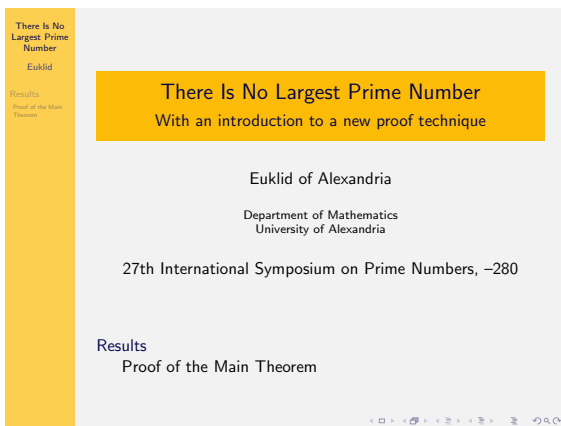 There Is No
Largest Prime
Number
Euklid
Results
Proof of the Main
Theorem
There Is No Largest Prime Number
With an introduction to a new proof technique
Euklid of Alexandria
Department of Mathematics
University of Alexandria
27th International Symposium on Prime Numbers, –280
Results
Proof of the Main Theorem